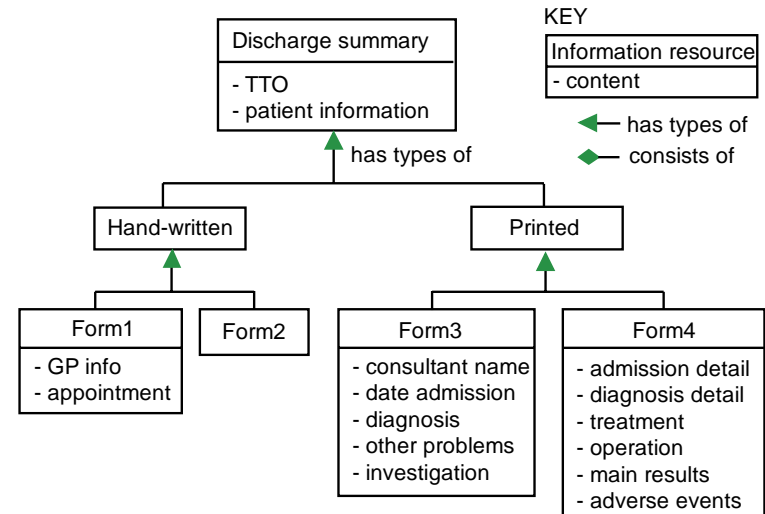 KEY
Discharge summary
- TTO
- patient information
Information resource
- content
has types of
consists of
has types of
Hand-written
Printed
Form1
- GP info
- appointment
Form2
Form3
- consultant name
- date admission
- diagnosis
- other problems
- investigation
Form4
- admission detail
- diagnosis detail
- treatment
- operation
- main results
- adverse events